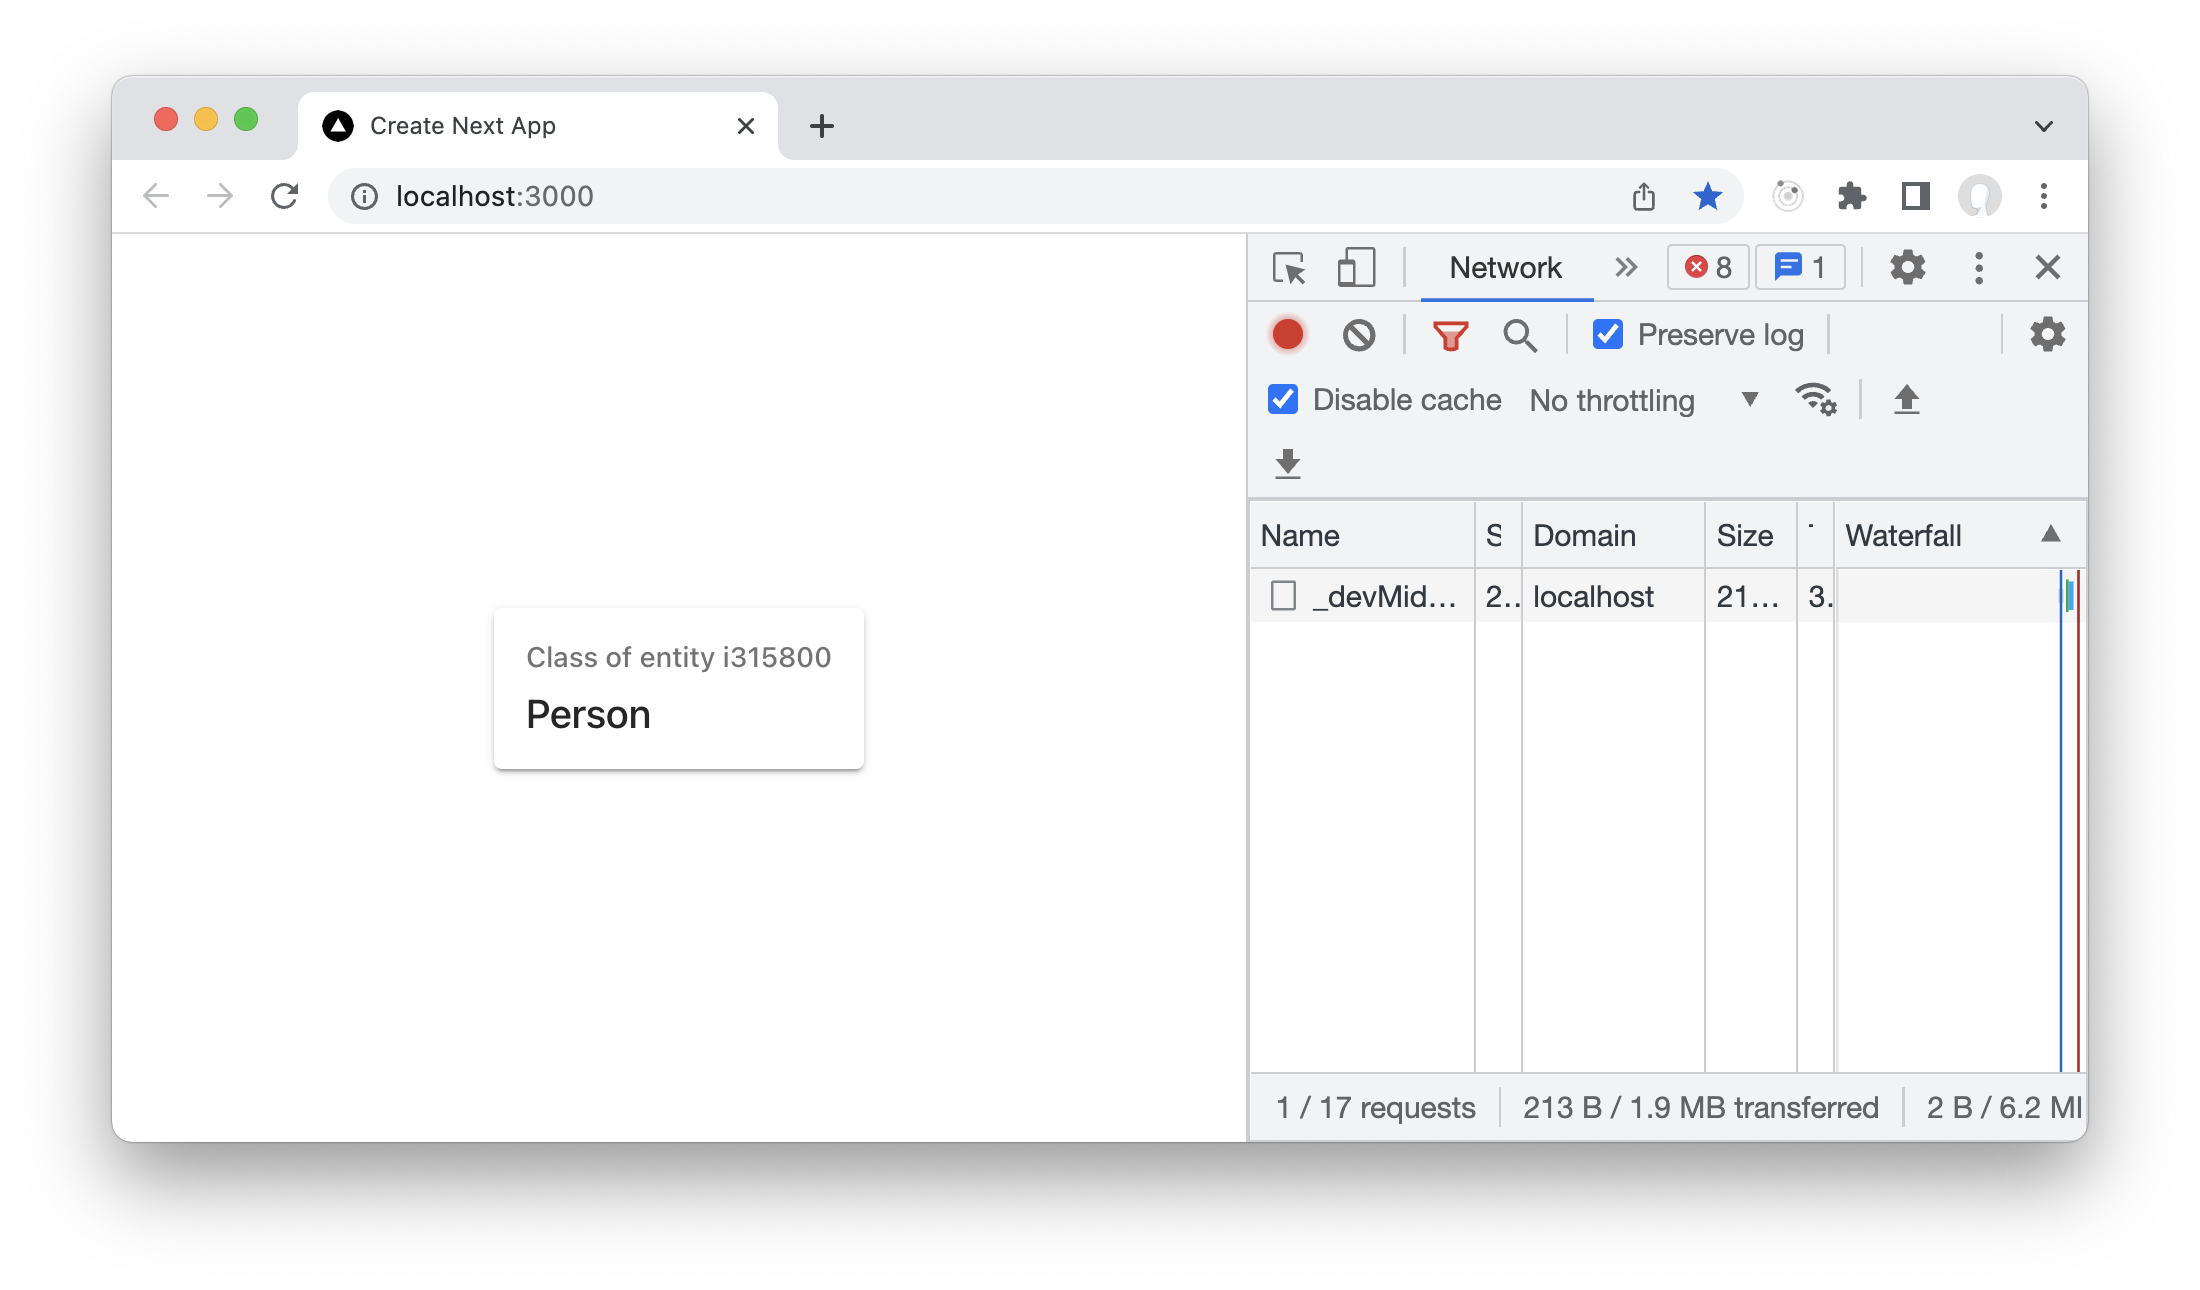 Create Next App
localhost:3000
Network
8
1
Preserve log
Disable cache
No throttling
Name
S
Domain
Size
Waterfall
_devMid...
2..
localhost
21...
3.
Class of entity i315800
Person
1 / 17 requests
213 B / 1.9 MB transferred
2 B / 6.2 M